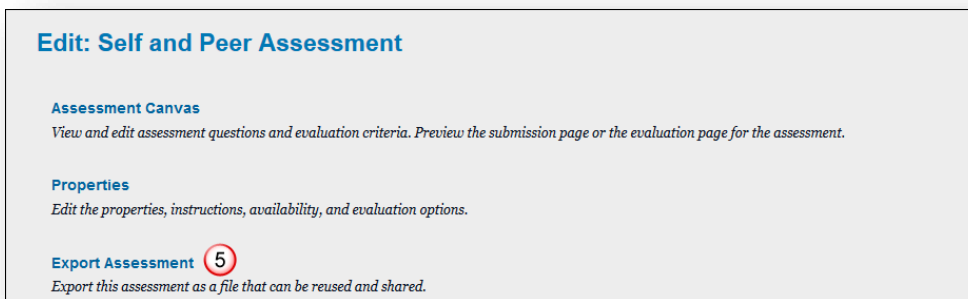 Edit: Self and Peer Assessment
Assessment Canvas
View and edit assessment questions and evaluation criteria. Preview the submission page or the evaluation page for the assessment.
Properties
Edit the properties, instructions, availability, and evaluation options.
Export Assessment 5
Export this assessment as a file that can be reused and shared.